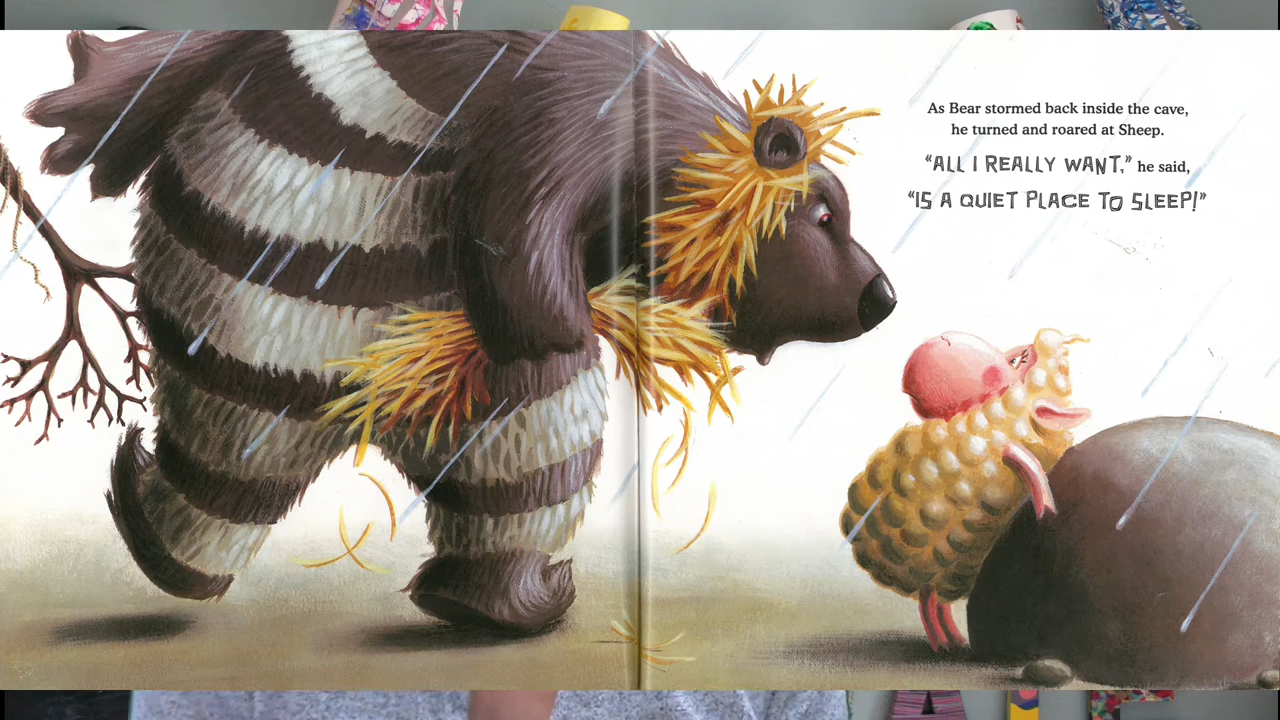 As Bear stormed back inside the cave,
he turned and roared at Sheep.
“ALL I REALLY WANT,” he said,
“IS A QUIET PLACE TO SLEEP!”